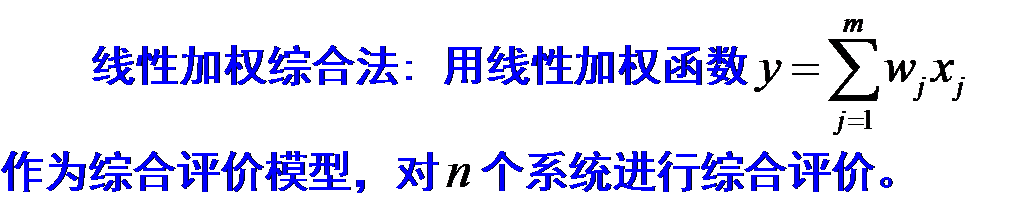 线性加权综合法：用线性加权函数 $y=\sum_{j=1}^{m} w_j x_j$
作为综合评价模型，对 $n$ 个系统进行综合评价。